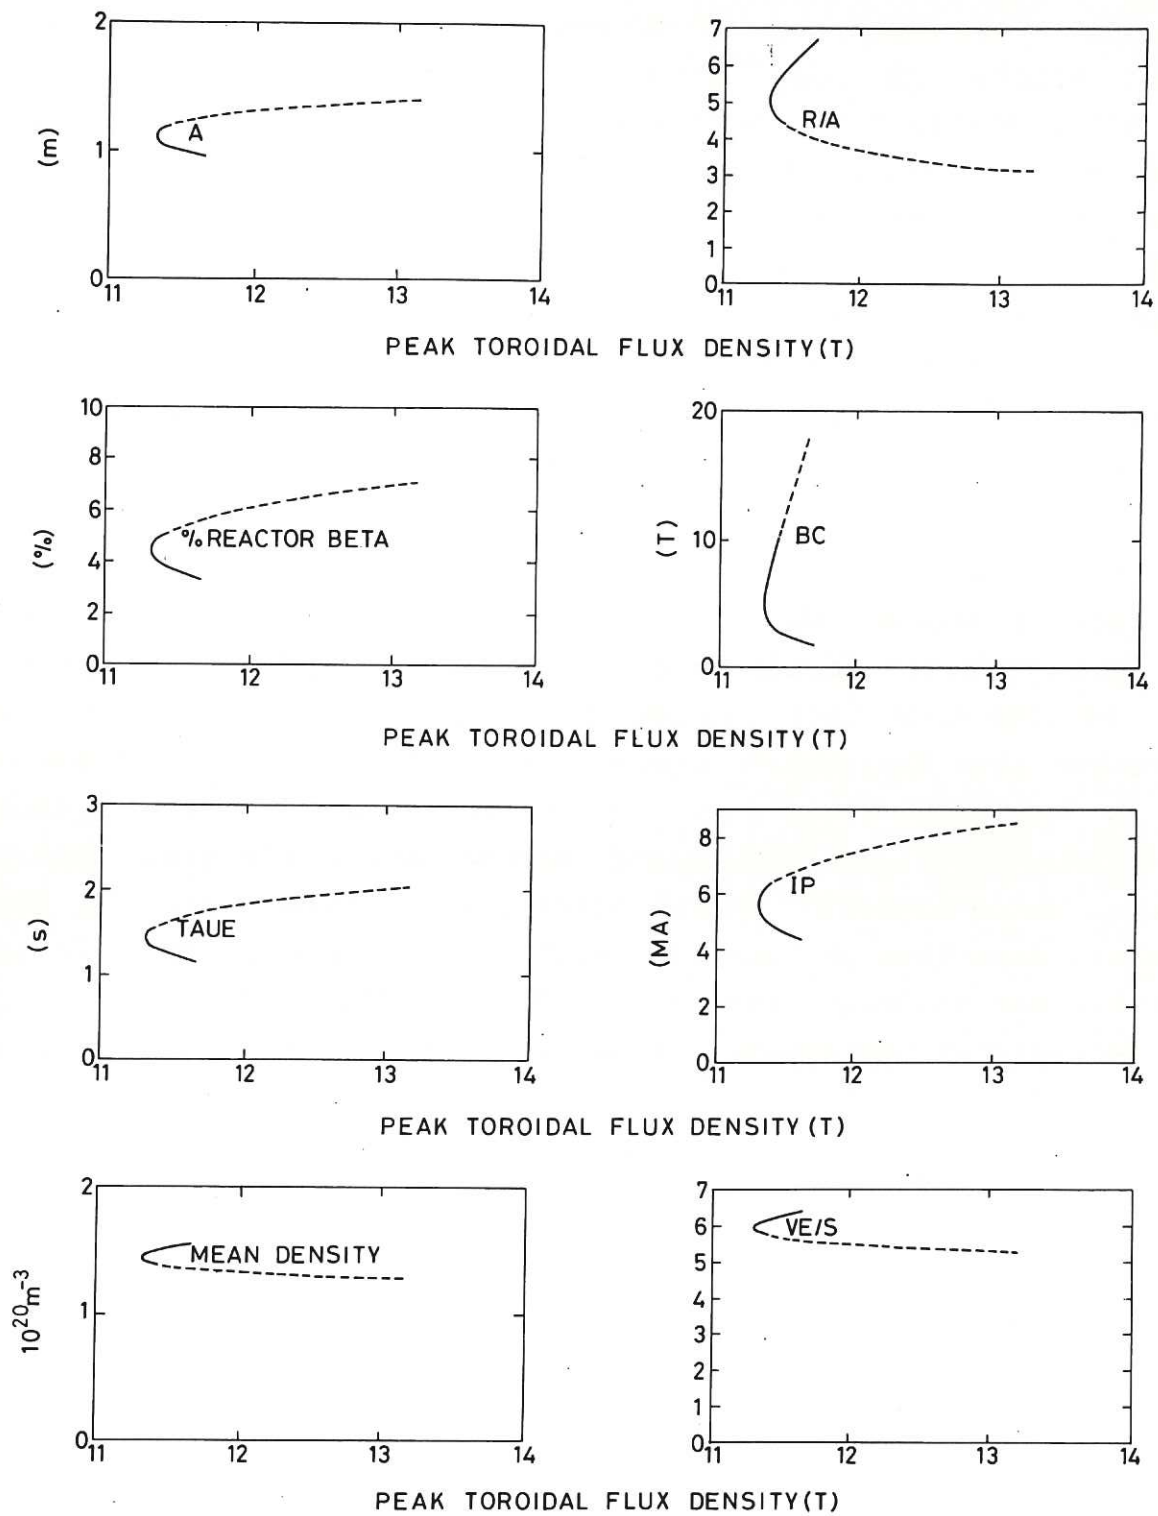 2
1
0
(m)
A
11 12 13 14
7
6
5
4
3
2
1
0
R/A
11 12 13 14
PEAK TOROIDAL FLUX DENSITY(T)
10
8
6
4
2
0
(%)
% REACTOR BETA
11 12 13 14
20
10
0
(T)
BC
11 12 13 14
PEAK TOROIDAL FLUX DENSITY(T)
3
2
1
0
(s)
TAUE
11 12 13 14
8
6
4
2
0
(MA)
IP
11 12 13 14
PEAK TOROIDAL FLUX DENSITY(T)
2
1
0
10²⁰m⁻³
MEAN DENSITY
11 12 13 14
7
6
5
4
3
2
1
0
VE/S
11 12 13 14
PEAK TOROIDAL FLUX DENSITY(T)